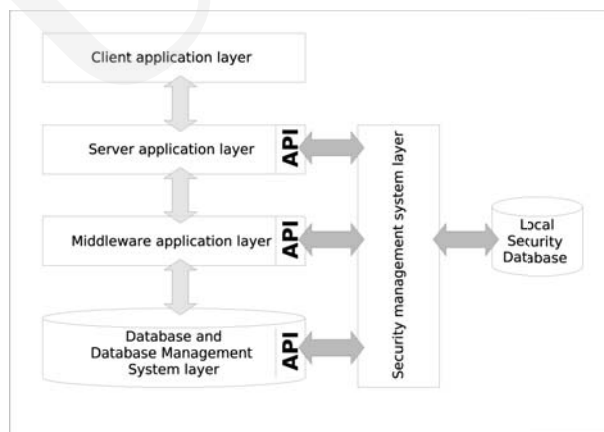 Client application layer
Server application layer
API
Middleware application layer
API
Database and
Database Management
System layer
API
Security management system layer
Local
Security
Database